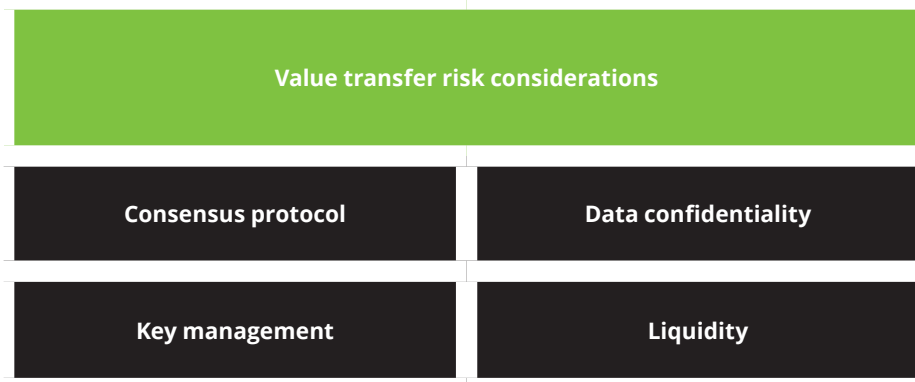 Value transfer risk considerations
Consensus protocol
Data confidentiality
Key management
Liquidity